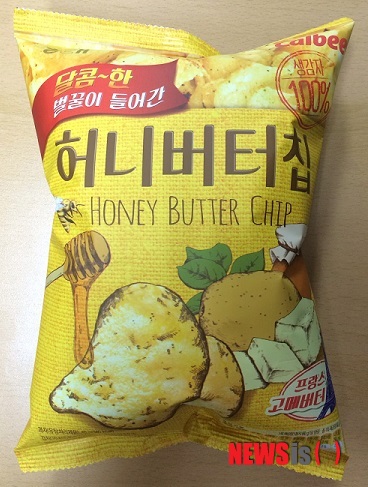 Calbee
달콤~한
벌꿀이 들어간
생감자
100%
허니버터칩
HONEY BUTTER CHIP
프랑스
고메버터
NEWSis( )